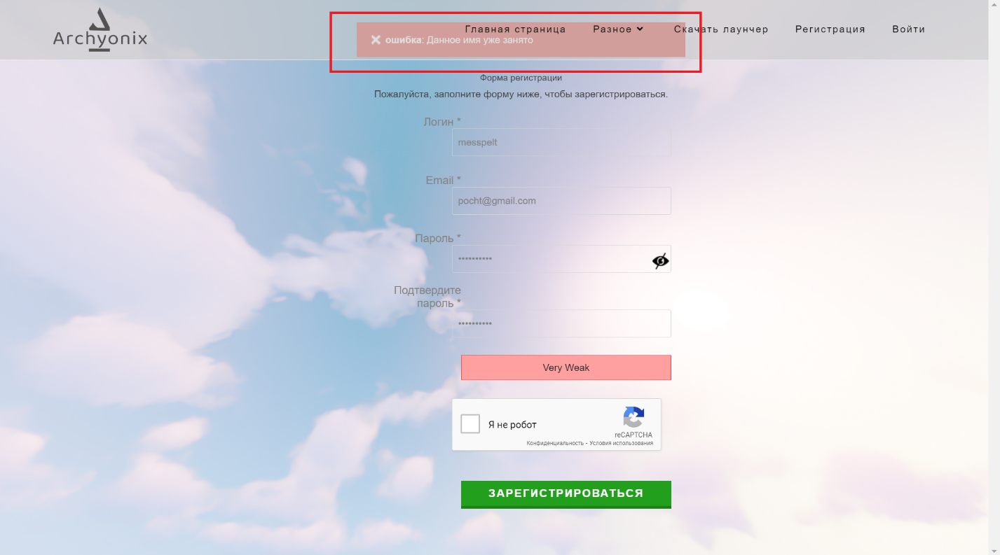 Archyonix
Главная страница Разное Скачать лаунчер Регистрация Войти
ошибка: Данное имя уже занято
Форма регистрации
Пожалуйста, заполните форму ниже, чтобы зарегистрироваться.
Логин *
messpelt
Email *
pocht@gmail.com
Пароль *
••••••••••
Подтвердите
пароль *
••••••••••
Very Weak
Я не робот
reCAPTCHA
Конфиденциальность - Условия использования
ЗАРЕГИСТРИРОВАТЬСЯ